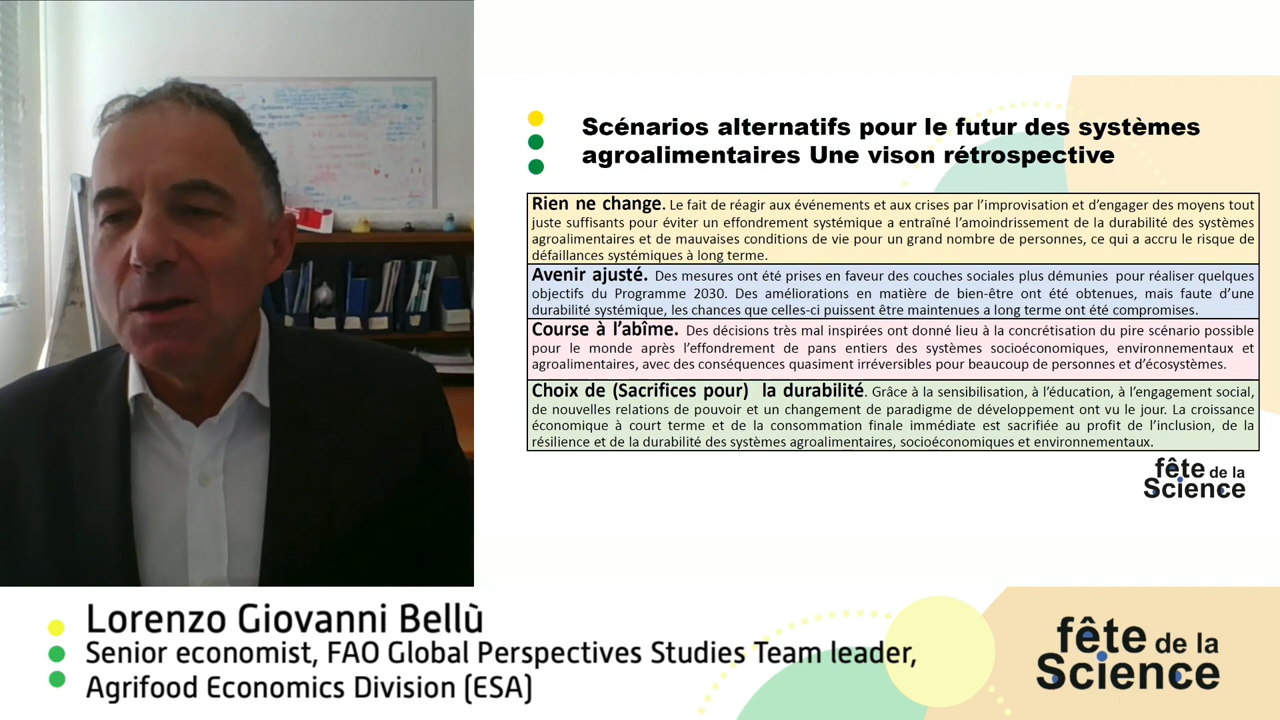 Scénarios alternatifs pour le futur des systèmes
agroalimentaires Une vison rétrospective
Rien ne change. Le fait de réagir aux événements et aux crises par l'improvisation et d'engager des moyens tout
juste suffisants pour éviter un effondrement systémique a entraîné l'amoindrissement de la durabilité des systèmes
agroalimentaires et de mauvaises conditions de vie pour un grand nombre de personnes, ce qui a accru le risque de
défaillances systémiques à long terme.
Avenir ajusté. Des mesures ont été prises en faveur des couches sociales plus démunies pour réaliser quelques
objectifs du Programme 2030. Des améliorations en matière de bien-être ont été obtenues, mais faute d'une
durabilité systémique, les chances que celles-ci puissent être maintenues a long terme ont été compromises.
Course à l'abîme. Des décisions très mal inspirées ont donné lieu à la concrétisation du pire scénario possible
pour le monde après l'effondrement de pans entiers des systèmes socioéconomiques, environnementaux et
agroalimentaires, avec des conséquences quasiment irréversibles pour beaucoup de personnes et d'écosystèmes.
Choix de (Sacrifices pour) la durabilité. Grâce à la sensibilisation, à l'éducation, à l'engagement social,
de nouvelles relations de pouvoir et un changement de paradigme de développement ont vu le jour. La croissance
économique à court terme et de la consommation finale immédiate est sacrifiée au profit de l'inclusion, de la
résilience et de la durabilité des systèmes agroalimentaires, socioéconomiques et environnementaux.
fête de la
Science
Lorenzo Giovanni Bellù
Senior economist, FAO Global Perspectives Studies Team leader,
Agrifood Economics Division (ESA)
fête de la
Science